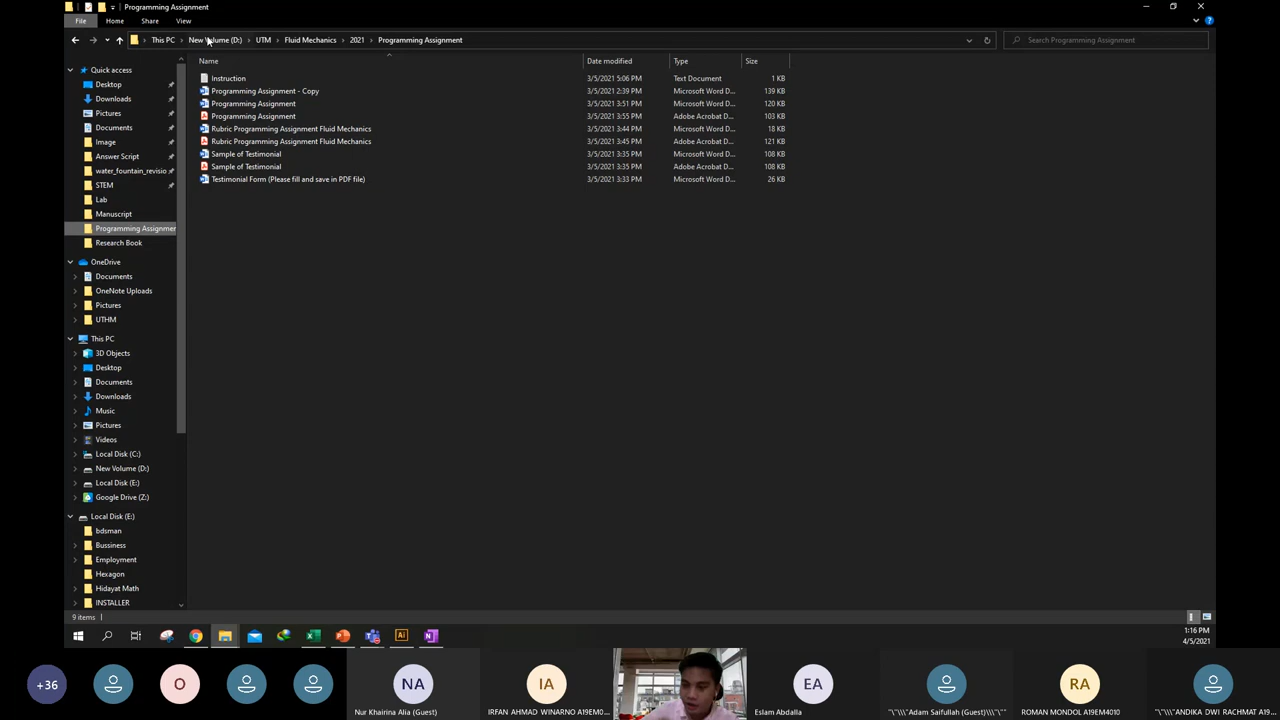 Programming Assignment
File Home Share View
This PC New Volume (D:) UTM Fluid Mechanics 2021 Programming Assignment Search Programming Assignment
Name Date modified Type Size
Instruction 3/5/2021 5:06 PM Text Document 1 KB
Programming Assignment - Copy 3/5/2021 2:39 PM Microsoft Word D... 139 KB
Programming Assignment 3/5/2021 3:51 PM Microsoft Word D... 120 KB
Programming Assignment 3/5/2021 3:55 PM Adobe Acrobat D... 103 KB
Rubric Programming Assignment Fluid Mechanics 3/5/2021 3:44 PM Microsoft Word D... 18 KB
Rubric Programming Assignment Fluid Mechanics 3/5/2021 3:45 PM Adobe Acrobat D... 121 KB
Sample of Testimonial 3/5/2021 3:35 PM Microsoft Word D... 108 KB
Sample of Testimonial 3/5/2021 3:35 PM Adobe Acrobat D... 108 KB
Testimonial Form (Please fill and save in PDF file) 3/5/2021 3:33 PM Microsoft Word D... 26 KB
Quick access
Desktop
Downloads
Pictures
Documents
Image
Answer Script
water_fountain_revisio
STEM
Lab
Manuscript
Programming Assignmer
Research Book
OneDrive
Documents
OneNote Uploads
Pictures
UTHM
This PC
3D Objects
Desktop
Documents
Downloads
Music
Pictures
Videos
Local Disk (C:)
New Volume (D:)
Local Disk (E:)
Google Drive (Z:)
Local Disk (E:)
bdsman
Bussiness
Employment
Hexagon
Hidayat Math
INSTALLER
9 items
1:16 PM
4/5/2021
+36 O NA IA EA RA
Nur Khairina Alia (Guest) IRFAN AHMAD WINARNO A19EM0... Eslam Abdalla "\"\\\"Adam Saifullah (Guest)\\\"\"" ROMAN MONDOL A19EM4010 "\"\\\"ANDIKA DWI RACHMAT A19...